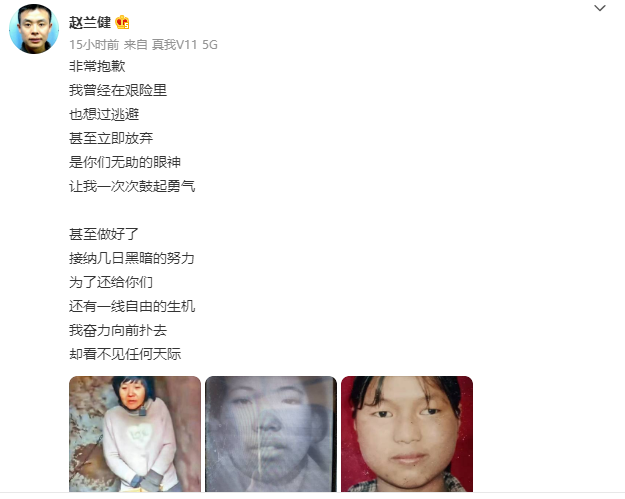 赵兰健
15小时前 来自 真我V11 5G
非常抱歉
我曾经在艰险里
也想过逃避
甚至立即放弃
是你们无助的眼神
让我一次次鼓起勇气
甚至做好了
接纳几日黑暗的努力
为了还给你们
还有一线自由的生机
我奋力向前扑去
却看不见任何天际